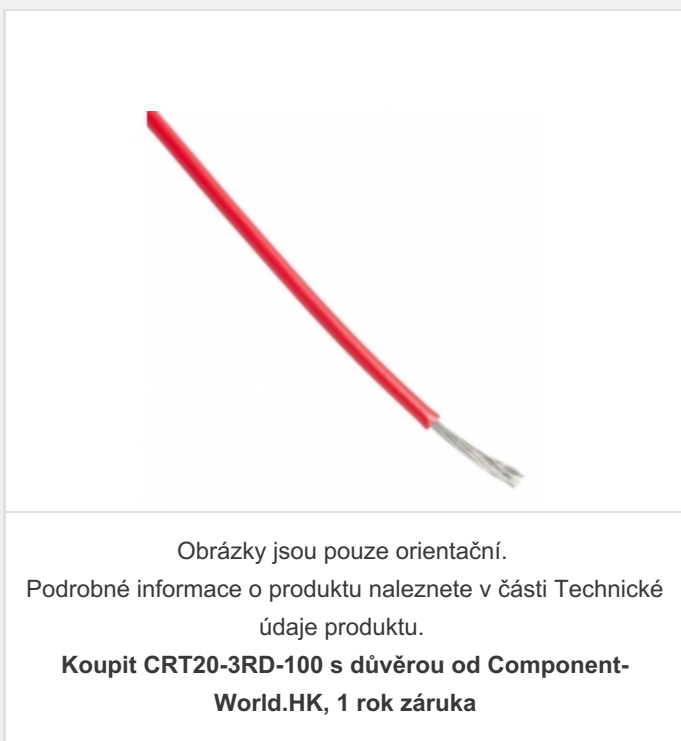 Obrázky jsou pouze orientační.
Podrobné informace o produktu naleznete v části Technické
údaje produktu.
Koupit CRT20-3RD-100 s důvěrou od Component-
World.HK, 1 rok záruka